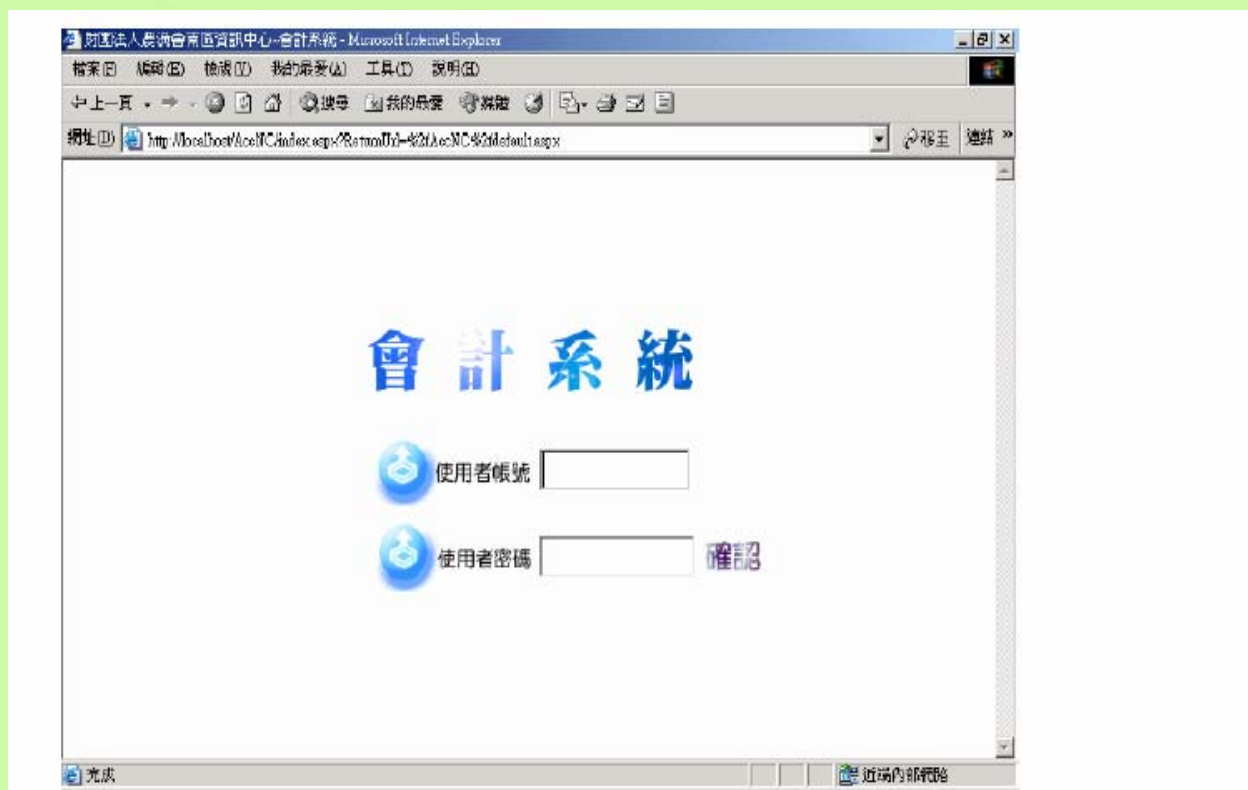 財團法人農漁會南區資訊中心~會計系統 - Microsoft Internet Explorer
檔案(F) 編輯(E) 檢視(V) 我的最愛(A) 工具(T) 說明(H)
上一頁 搜尋 我的最愛 媒體
網址(D) http://localhost/AccNC/index.aspx?ReturnUrl=%2fAccNC%2fdefault.aspx 移至 連結 »
會計系統
使用者帳號
使用者密碼 確認
完成 近端內部網路